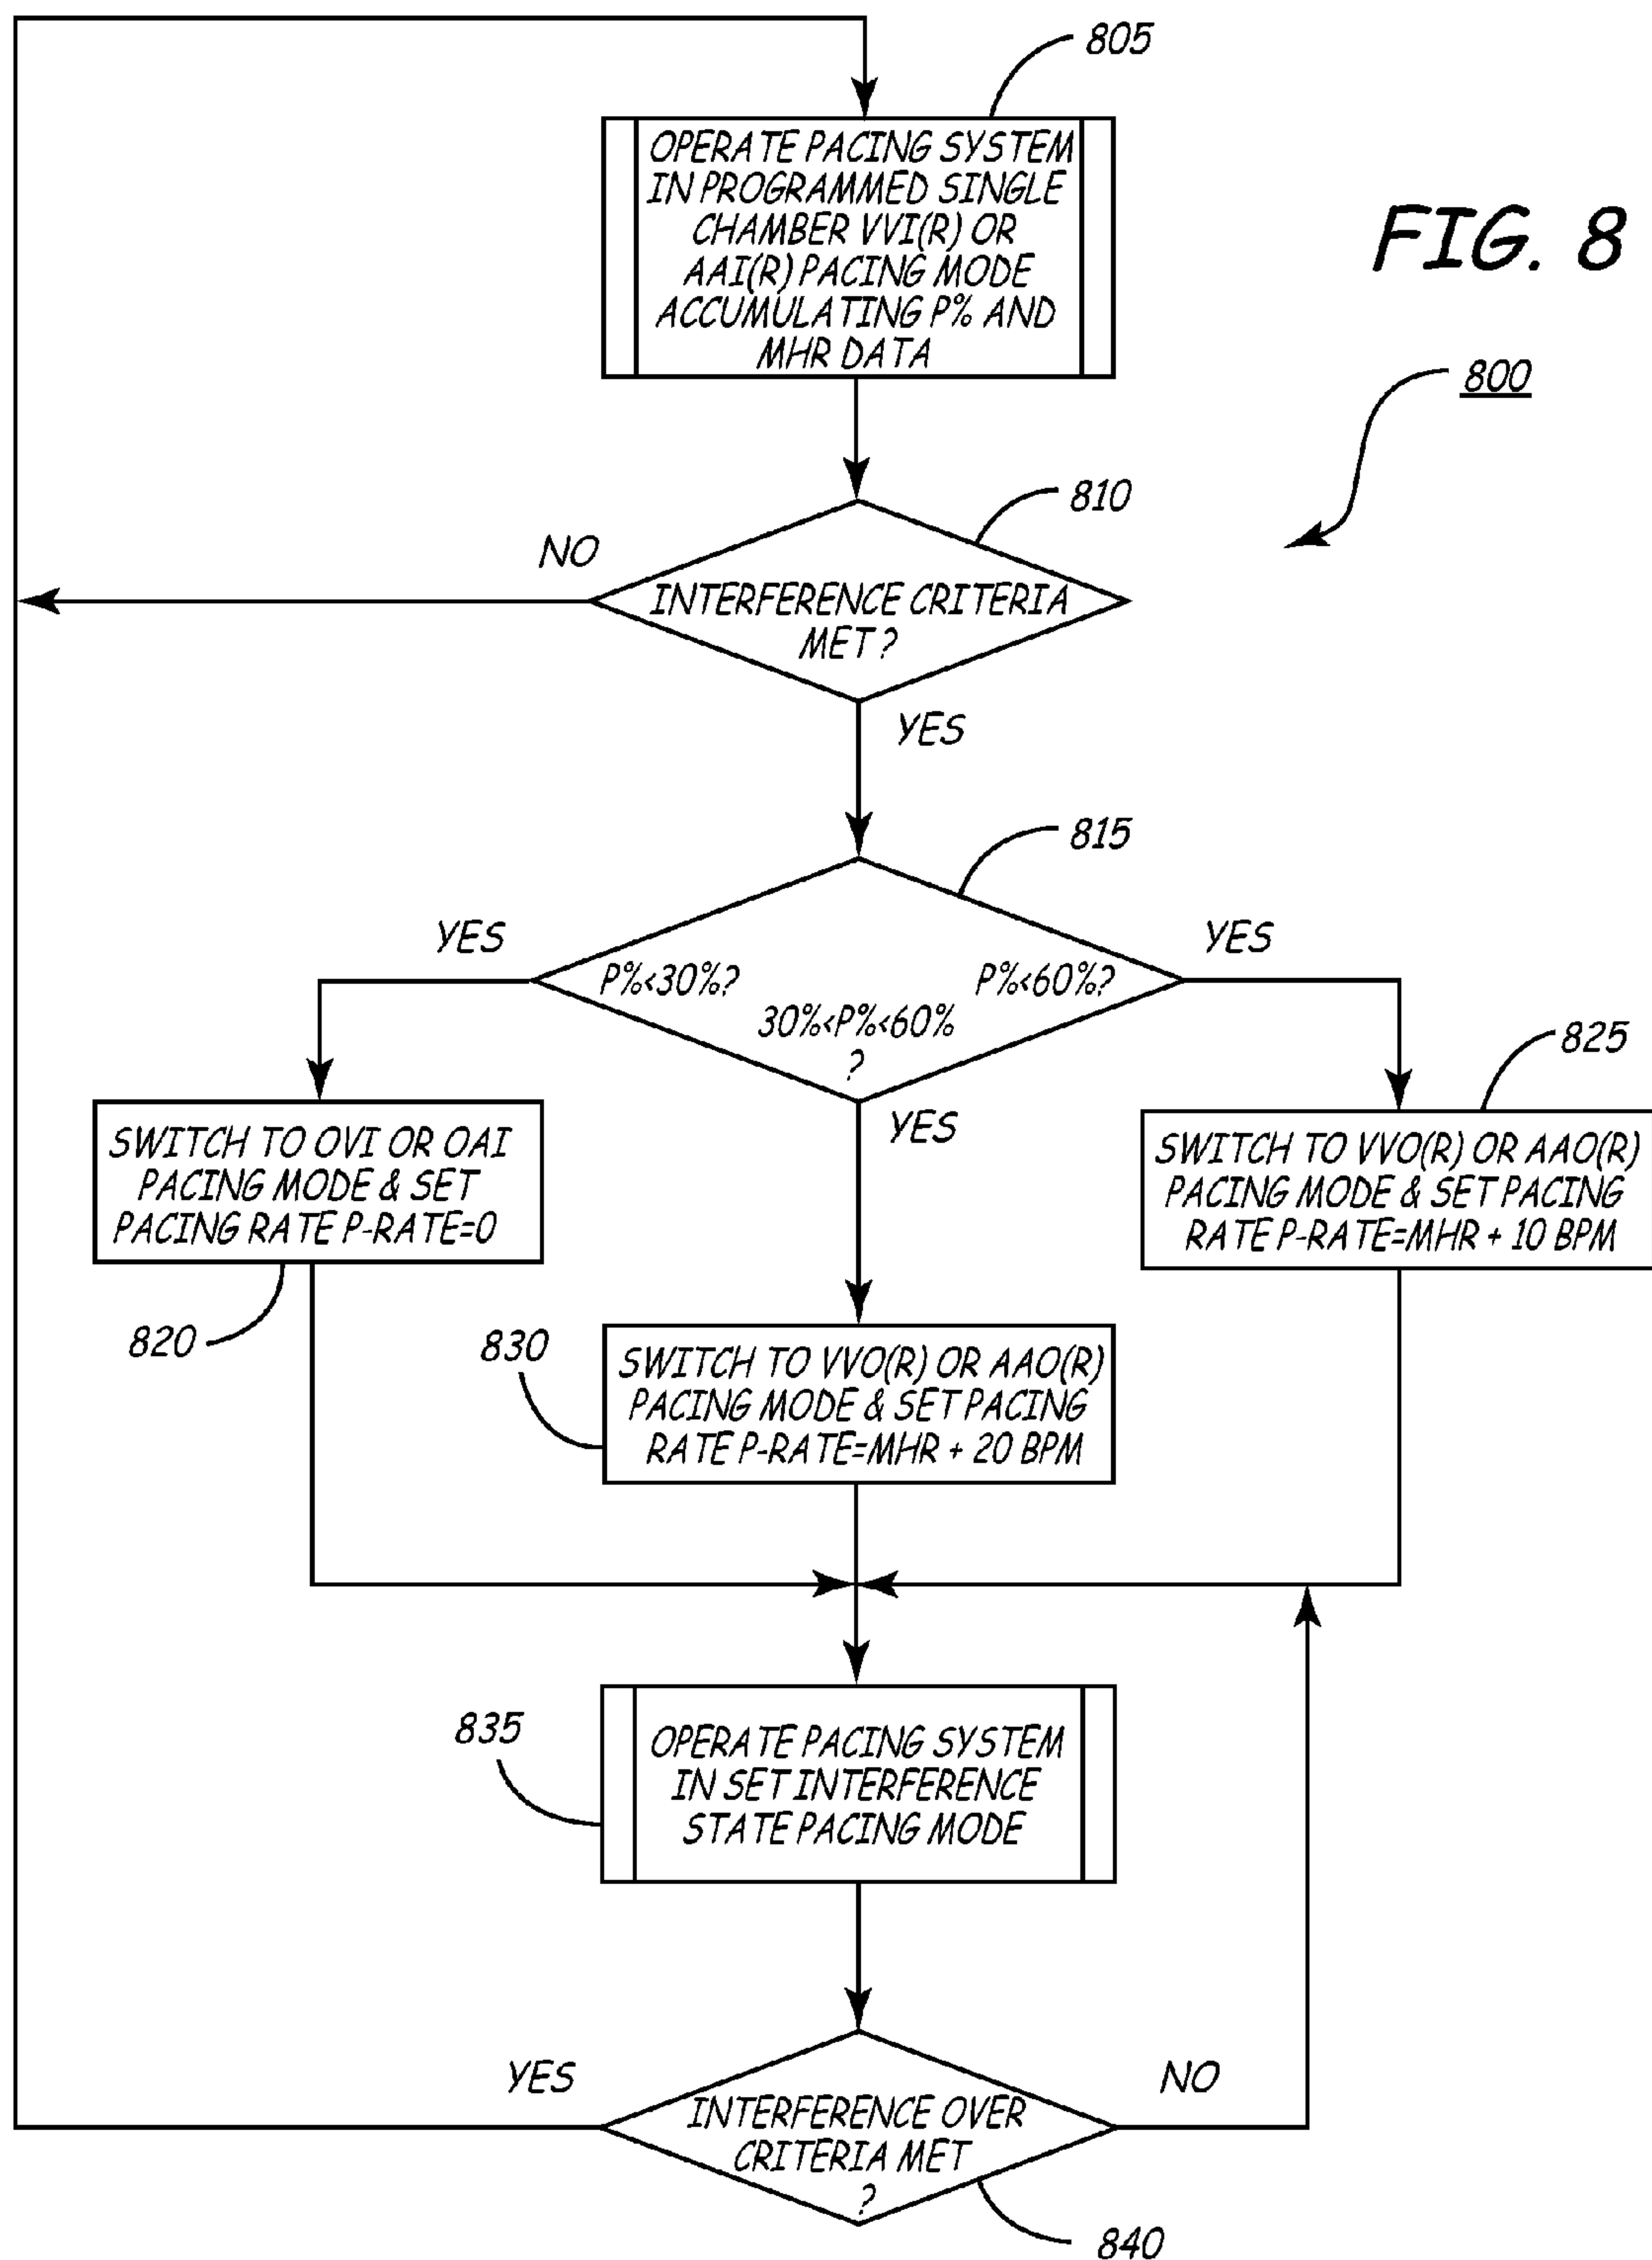 805
OPERATE PACING SYSTEM
IN PROGRAMMED SINGLE
CHAMBER VVI(R) OR
AAI(R) PACING MODE
ACCUMULATING P% AND
MHR DATA
FIG. 8
800
810
NO
INTERFERENCE CRITERIA
MET?
YES
815
YES
YES
P%<30%?
P%<60%?
30%<P%<60%
?
825
YES
SWITCH TO OVI OR OAI
PACING MODE & SET
PACING RATE P-RATE=0
SWITCH TO VVO(R) OR AAO(R)
PACING MODE & SET PACING
RATE P-RATE=MHR + 10 BPM
820
830
SWITCH TO VVO(R) OR AAO(R)
PACING MODE & SET PACING
RATE P-RATE=MHR + 20 BPM
835
OPERATE PACING SYSTEM
IN SET INTERFERENCE
STATE PACING MODE
YES
NO
INTERFERENCE OVER
CRITERIA MET
?
840